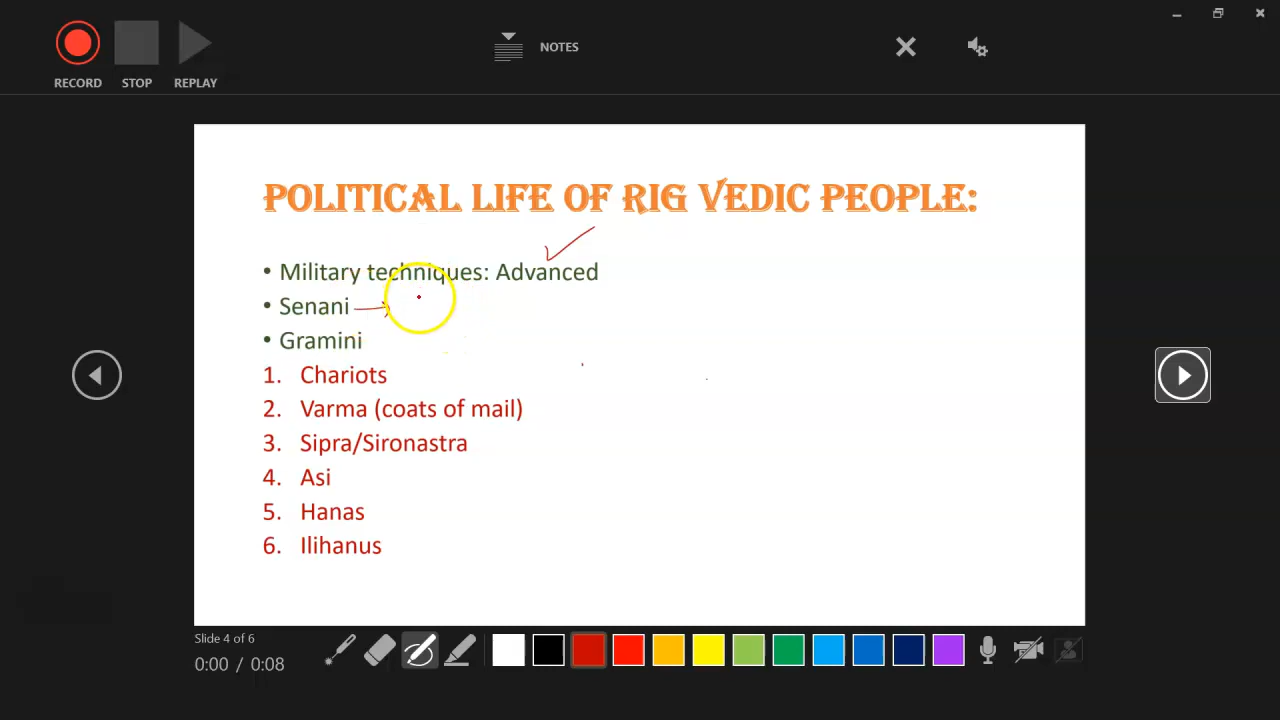 RECORD STOP REPLAY
NOTES
POLITICAL LIFE OF RIG VEDIC PEOPLE:
• Military techniques: Advanced
• Senani
• Gramini
1. Chariots
2. Varma (coats of mail)
3. Sipra/Sironastra
4. Asi
5. Hanas
6. Ilihanus
Slide 4 of 6
0:00 / 0:08